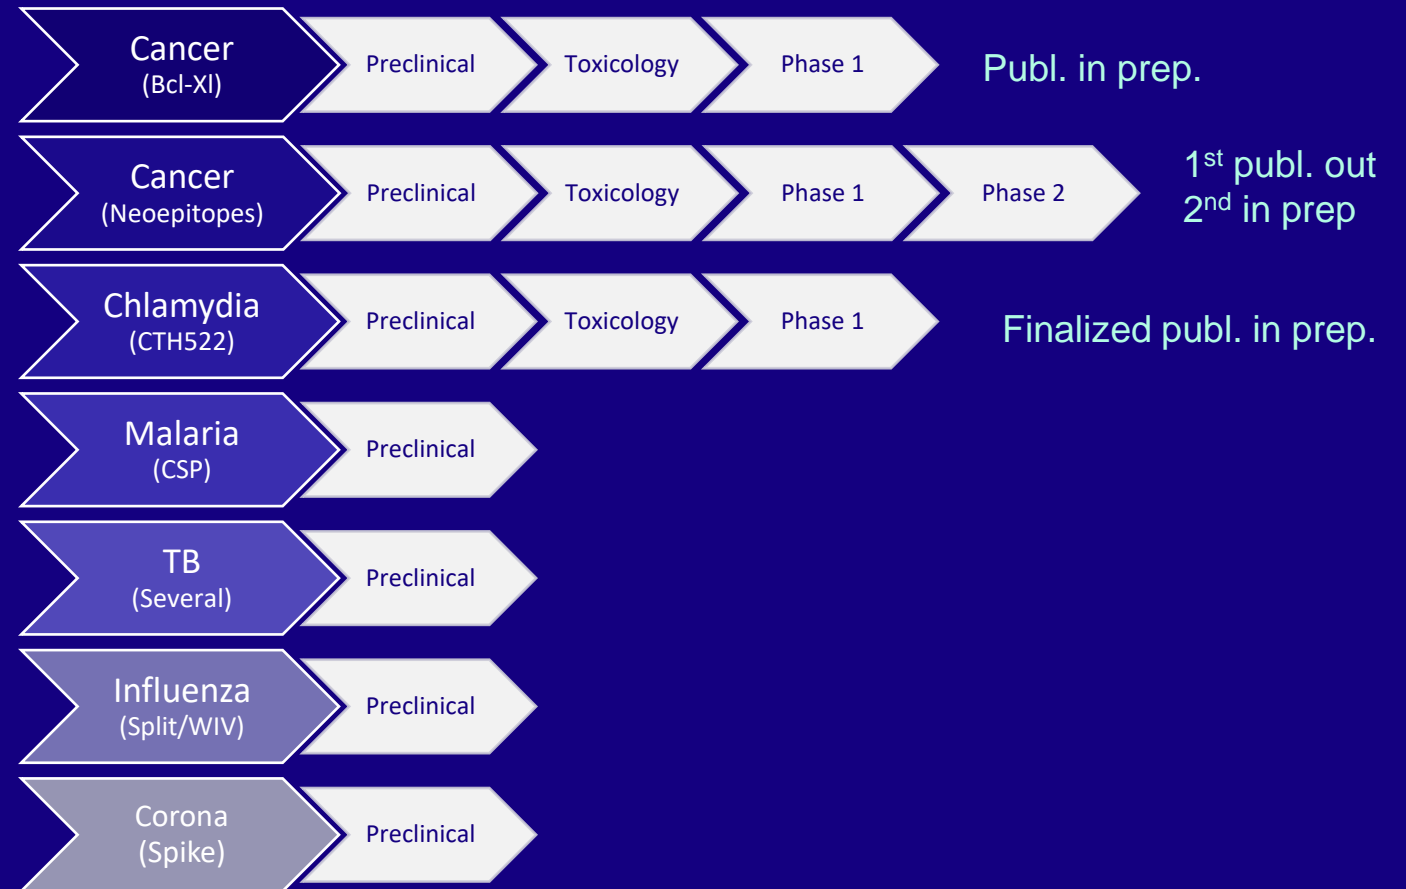 Cancer
(Bcl-Xl)
Preclinical
Toxicology
Phase 1
Publ. in prep.
Cancer
(Neoepitopes)
Preclinical
Toxicology
Phase 1
Phase 2
1st publ. out
2nd in prep
Chlamydia
(CTH522)
Preclinical
Toxicology
Phase 1
Finalized publ. in prep.
Malaria
(CSP)
Preclinical
TB
(Several)
Preclinical
Influenza
(Split/WIV)
Preclinical
Corona
(Spike)
Preclinical